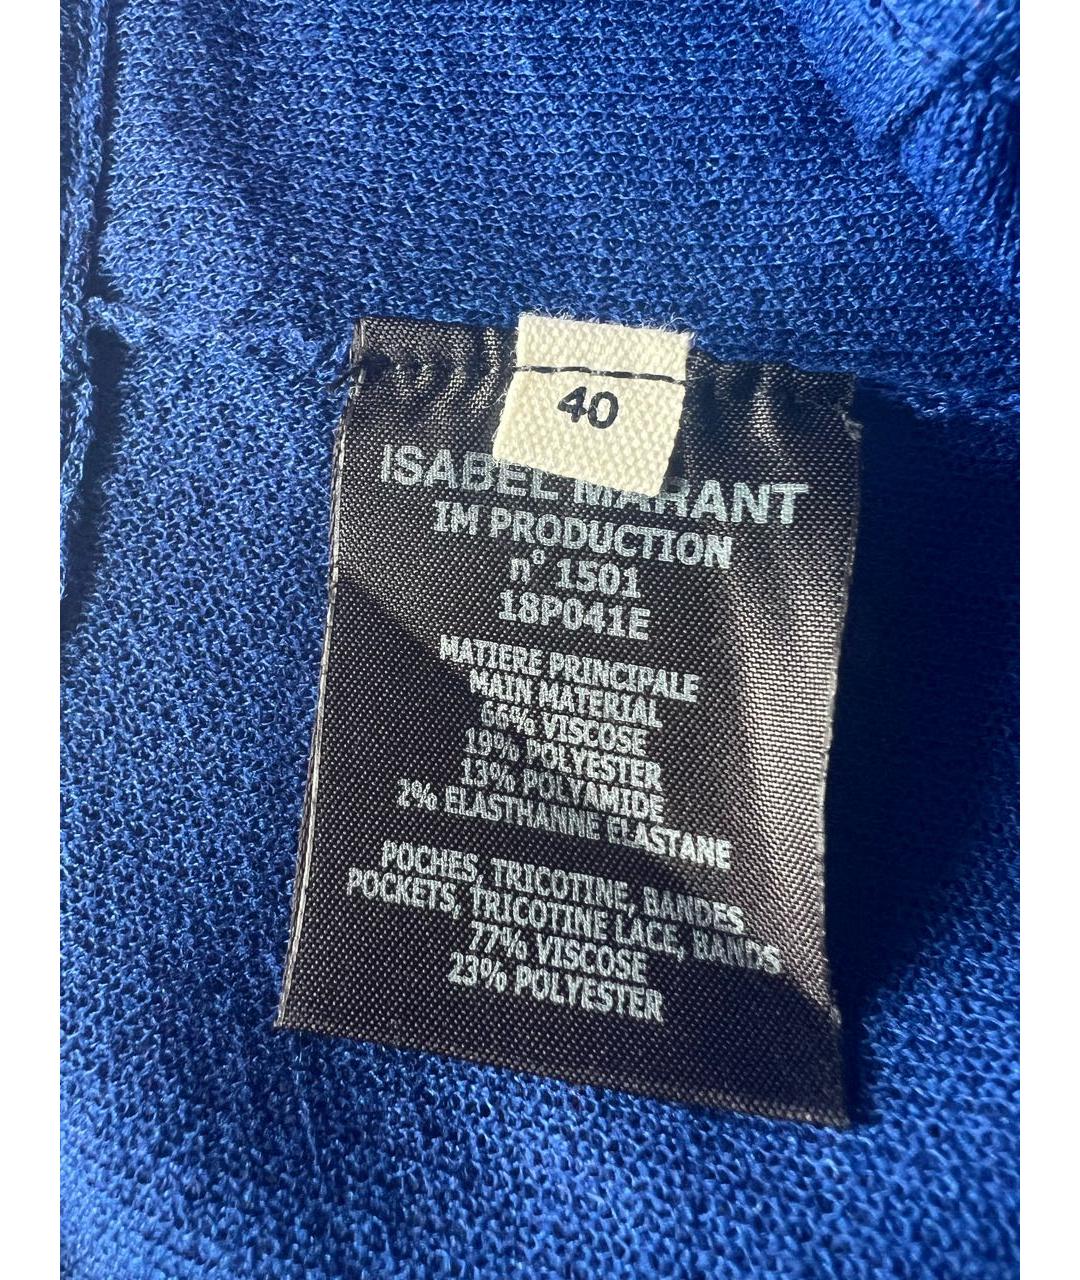 40
ISABEL MARANT
IM PRODUCTION
n° 1501
18P041E
MATIERE PRINCIPALE
MAIN MATERIAL
66% VISCOSE
19% POLYESTER
13% POLYAMIDE
2% ELASTHANNE ELASTANE
POCHES, TRICOTINE, BANDES
POCKETS, TRICOTINE LACE, BANDS
77% VISCOSE
23% POLYESTER